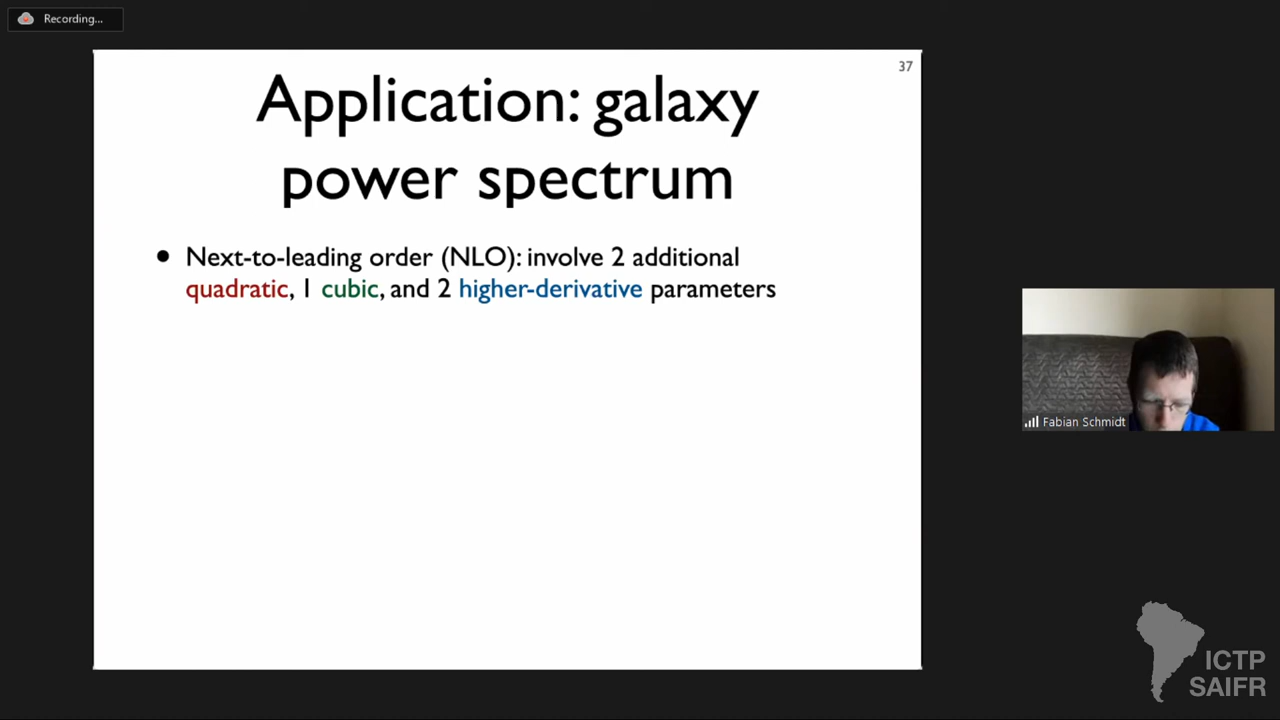 Recording...
37
Application: galaxy
power spectrum
• Next-to-leading order (NLO): involve 2 additional
quadratic, 1 cubic, and 2 higher-derivative parameters
Fabian Schmidt
ICTP
SAIFR